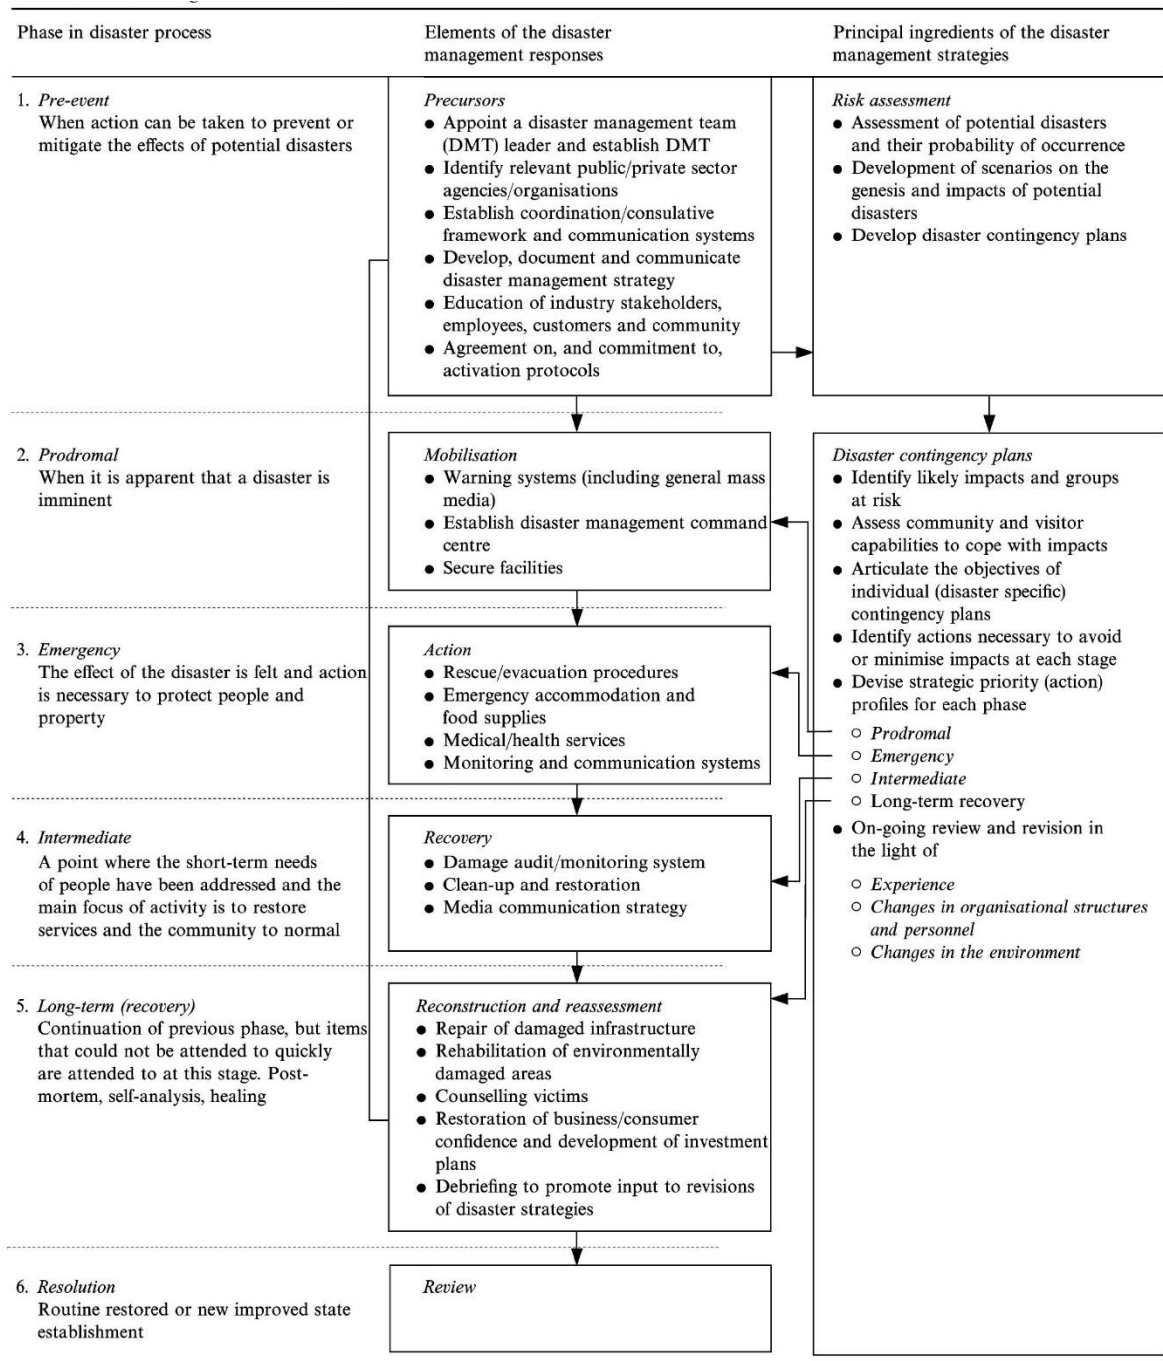 Phase in disaster process
Elements of the disaster
management responses
Principal ingredients of the disaster
management strategies
1. Pre-event
When action can be taken to prevent or
mitigate the effects of potential disasters
Precursors
● Appoint a disaster management team
(DMT) leader and establish DMT
● Identify relevant public/private sector
agencies/organisations
● Establish coordination/consulative
framework and communication systems
● Develop, document and communicate
disaster management strategy
● Education of industry stakeholders,
employees, customers and community
● Agreement on, and commitment to,
activation protocols
Risk assessment
● Assessment of potential disasters
and their probability of occurrence
● Development of scenarios on the
genesis and impacts of potential
disasters
● Develop disaster contingency plans
2. Prodromal
When it is apparent that a disaster is
imminent
Mobilisation
● Warning systems (including general mass
media)
● Establish disaster management command
centre
● Secure facilities
Disaster contingency plans
● Identify likely impacts and groups
at risk
● Assess community and visitor
capabilities to cope with impacts
● Articulate the objectives of
individual (disaster specific)
contingency plans
● Identify actions necessary to avoid
or minimise impacts at each stage
● Devise strategic priority (action)
profiles for each phase
○ Prodromal
○ Emergency
○ Intermediate
○ Long-term recovery
● On-going review and revision in
the light of
○ Experience
○ Changes in organisational structures
and personnel
○ Changes in the environment
3. Emergency
The effect of the disaster is felt and action
is necessary to protect people and
property
Action
● Rescue/evacuation procedures
● Emergency accommodation and
food supplies
● Medical/health services
● Monitoring and communication systems
4. Intermediate
A point where the short-term needs
of people have been addressed and the
main focus of activity is to restore
services and the community to normal
Recovery
● Damage audit/monitoring system
● Clean-up and restoration
● Media communication strategy
5. Long-term (recovery)
Continuation of previous phase, but items
that could not be attended to quickly
are attended to at this stage. Post-
mortem, self-analysis, healing
Reconstruction and reassessment
● Repair of damaged infrastructure
● Rehabilitation of environmentally
damaged areas
● Counselling victims
● Restoration of business/consumer
confidence and development of investment
plans
● Debriefing to promote input to revisions
of disaster strategies
6. Resolution
Routine restored or new improved state
establishment
Review